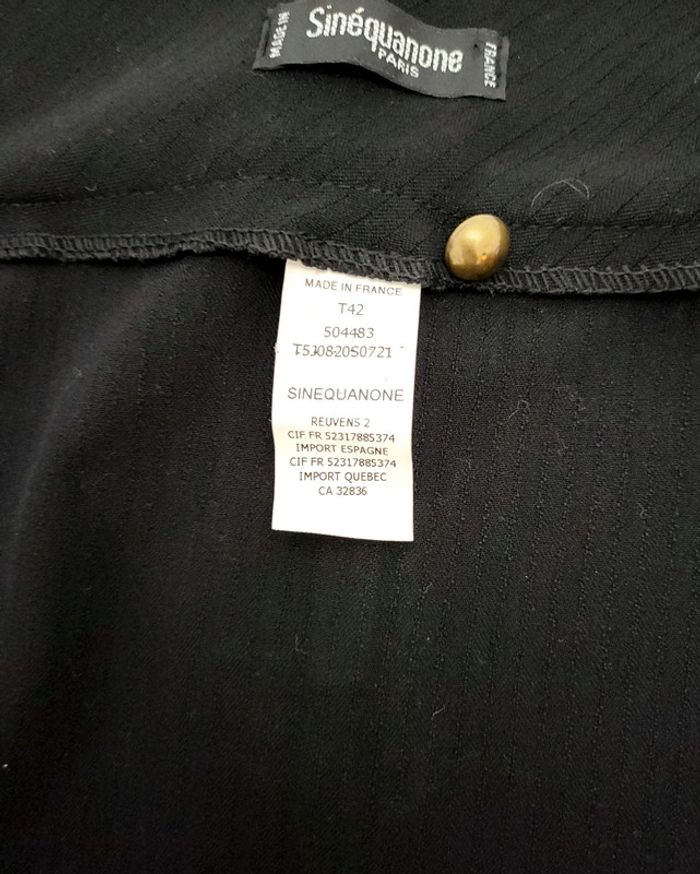 MADE IN
Sinéquanone
PARIS
FRANCE
MADE IN FRANCE
T42
504483
T5J0820S0721
SINEQUANONE
REUVENS 2
CIF FR 52317885374
IMPORT ESPAGNE
CIF FR 52317885374
IMPORT QUEBEC
CA 32836